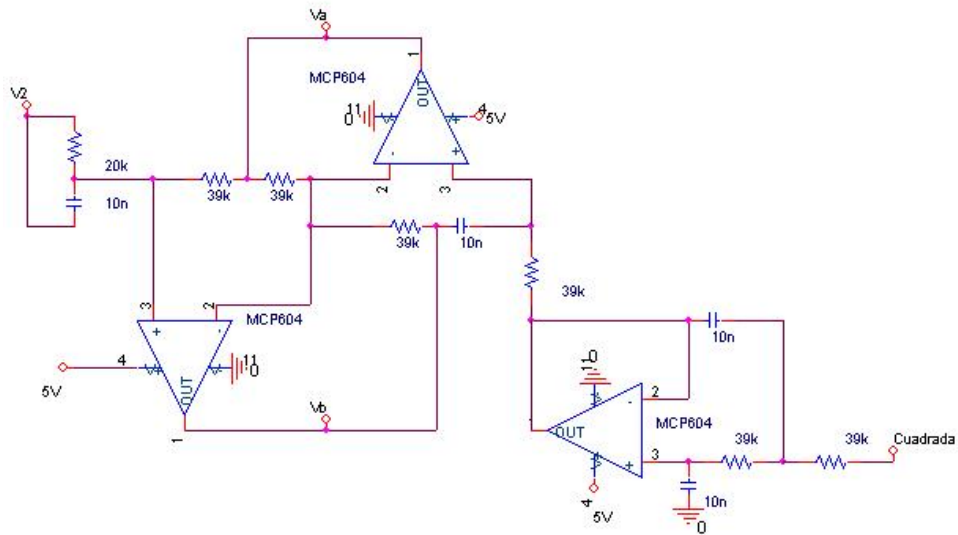 Va
1
MCP604
OUT
11
0
V-
V+
4
5V
-
+
2
3
V2
20k
10n
39k
39k
39k
10n
3
2
MCP604
+
-
4
V+
V-
11
0
5V
OUT
1
Vb
39k
10n
11
0
V-
2
-
MCP604
OUT
39k
39k
Cuadrada
3
+
V+
4
5V
10n
0